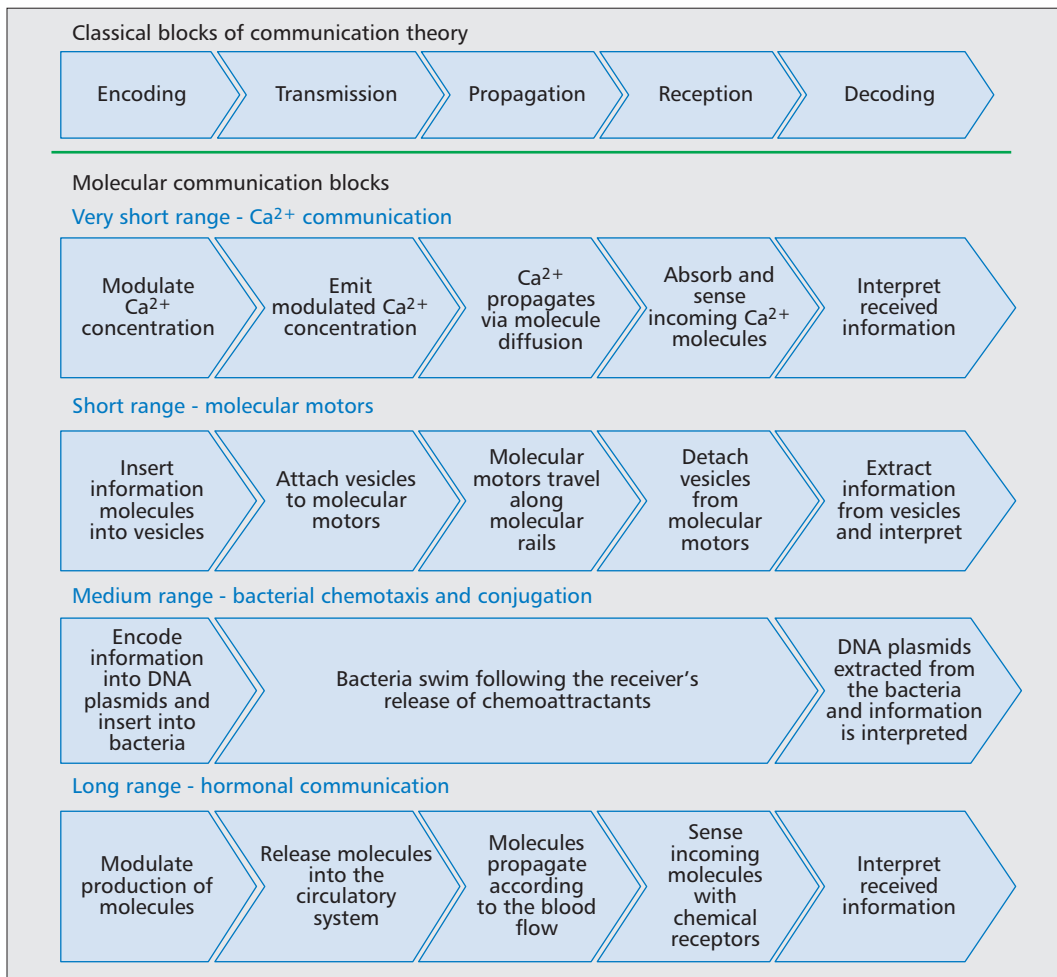 Classical blocks of communication theory
Encoding
Transmission
Propagation
Reception
Decoding
Molecular communication blocks
Very short range - Ca²⁺ communication
Modulate
Ca²⁺
concentration
Emit
modulated Ca²⁺
concentration
Ca²⁺
propagates
via molecule
diffusion
Absorb and
sense
incoming Ca²⁺
molecules
Interpret
received
information
Short range - molecular motors
Insert
information
molecules
into vesicles
Attach vesicles
to molecular
motors
Molecular
motors travel
along
molecular
rails
Detach
vesicles
from
molecular
motors
Extract
information
from vesicles
and interpret
Medium range - bacterial chemotaxis and conjugation
Encode
information
into DNA
plasmids and
insert into
bacteria
Bacteria swim following the receiver's
release of chemoattractants
DNA plasmids
extracted from
the bacteria
and information
is interpreted
Long range - hormonal communication
Modulate
production of
molecules
Release molecules
into the
circulatory
system
Molecules
propagate
according
to the blood
flow
Sense
incoming
molecules
with
chemical
receptors
Interpret
received
information